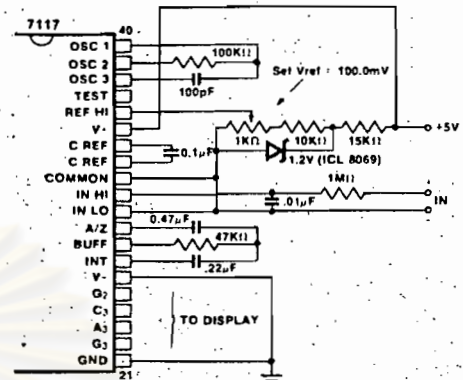 7117
40
OSC 1
OSC 2
OSC 3
TEST
REF HI
V+
C REF
C REF
COMMON
IN HI
IN LO
A/Z
BUFF
INT
V-
G2
C3
A3
G3
GND
21
100KΩ
100pF
Set Vref = 100.0mV
1KΩ
10KΩ
15KΩ
+5V
1.2V (ICL 8069)
0.1µF
1MΩ
.01µF
IN
0.47µF
47KΩ
.22µF
TO DISPLAY